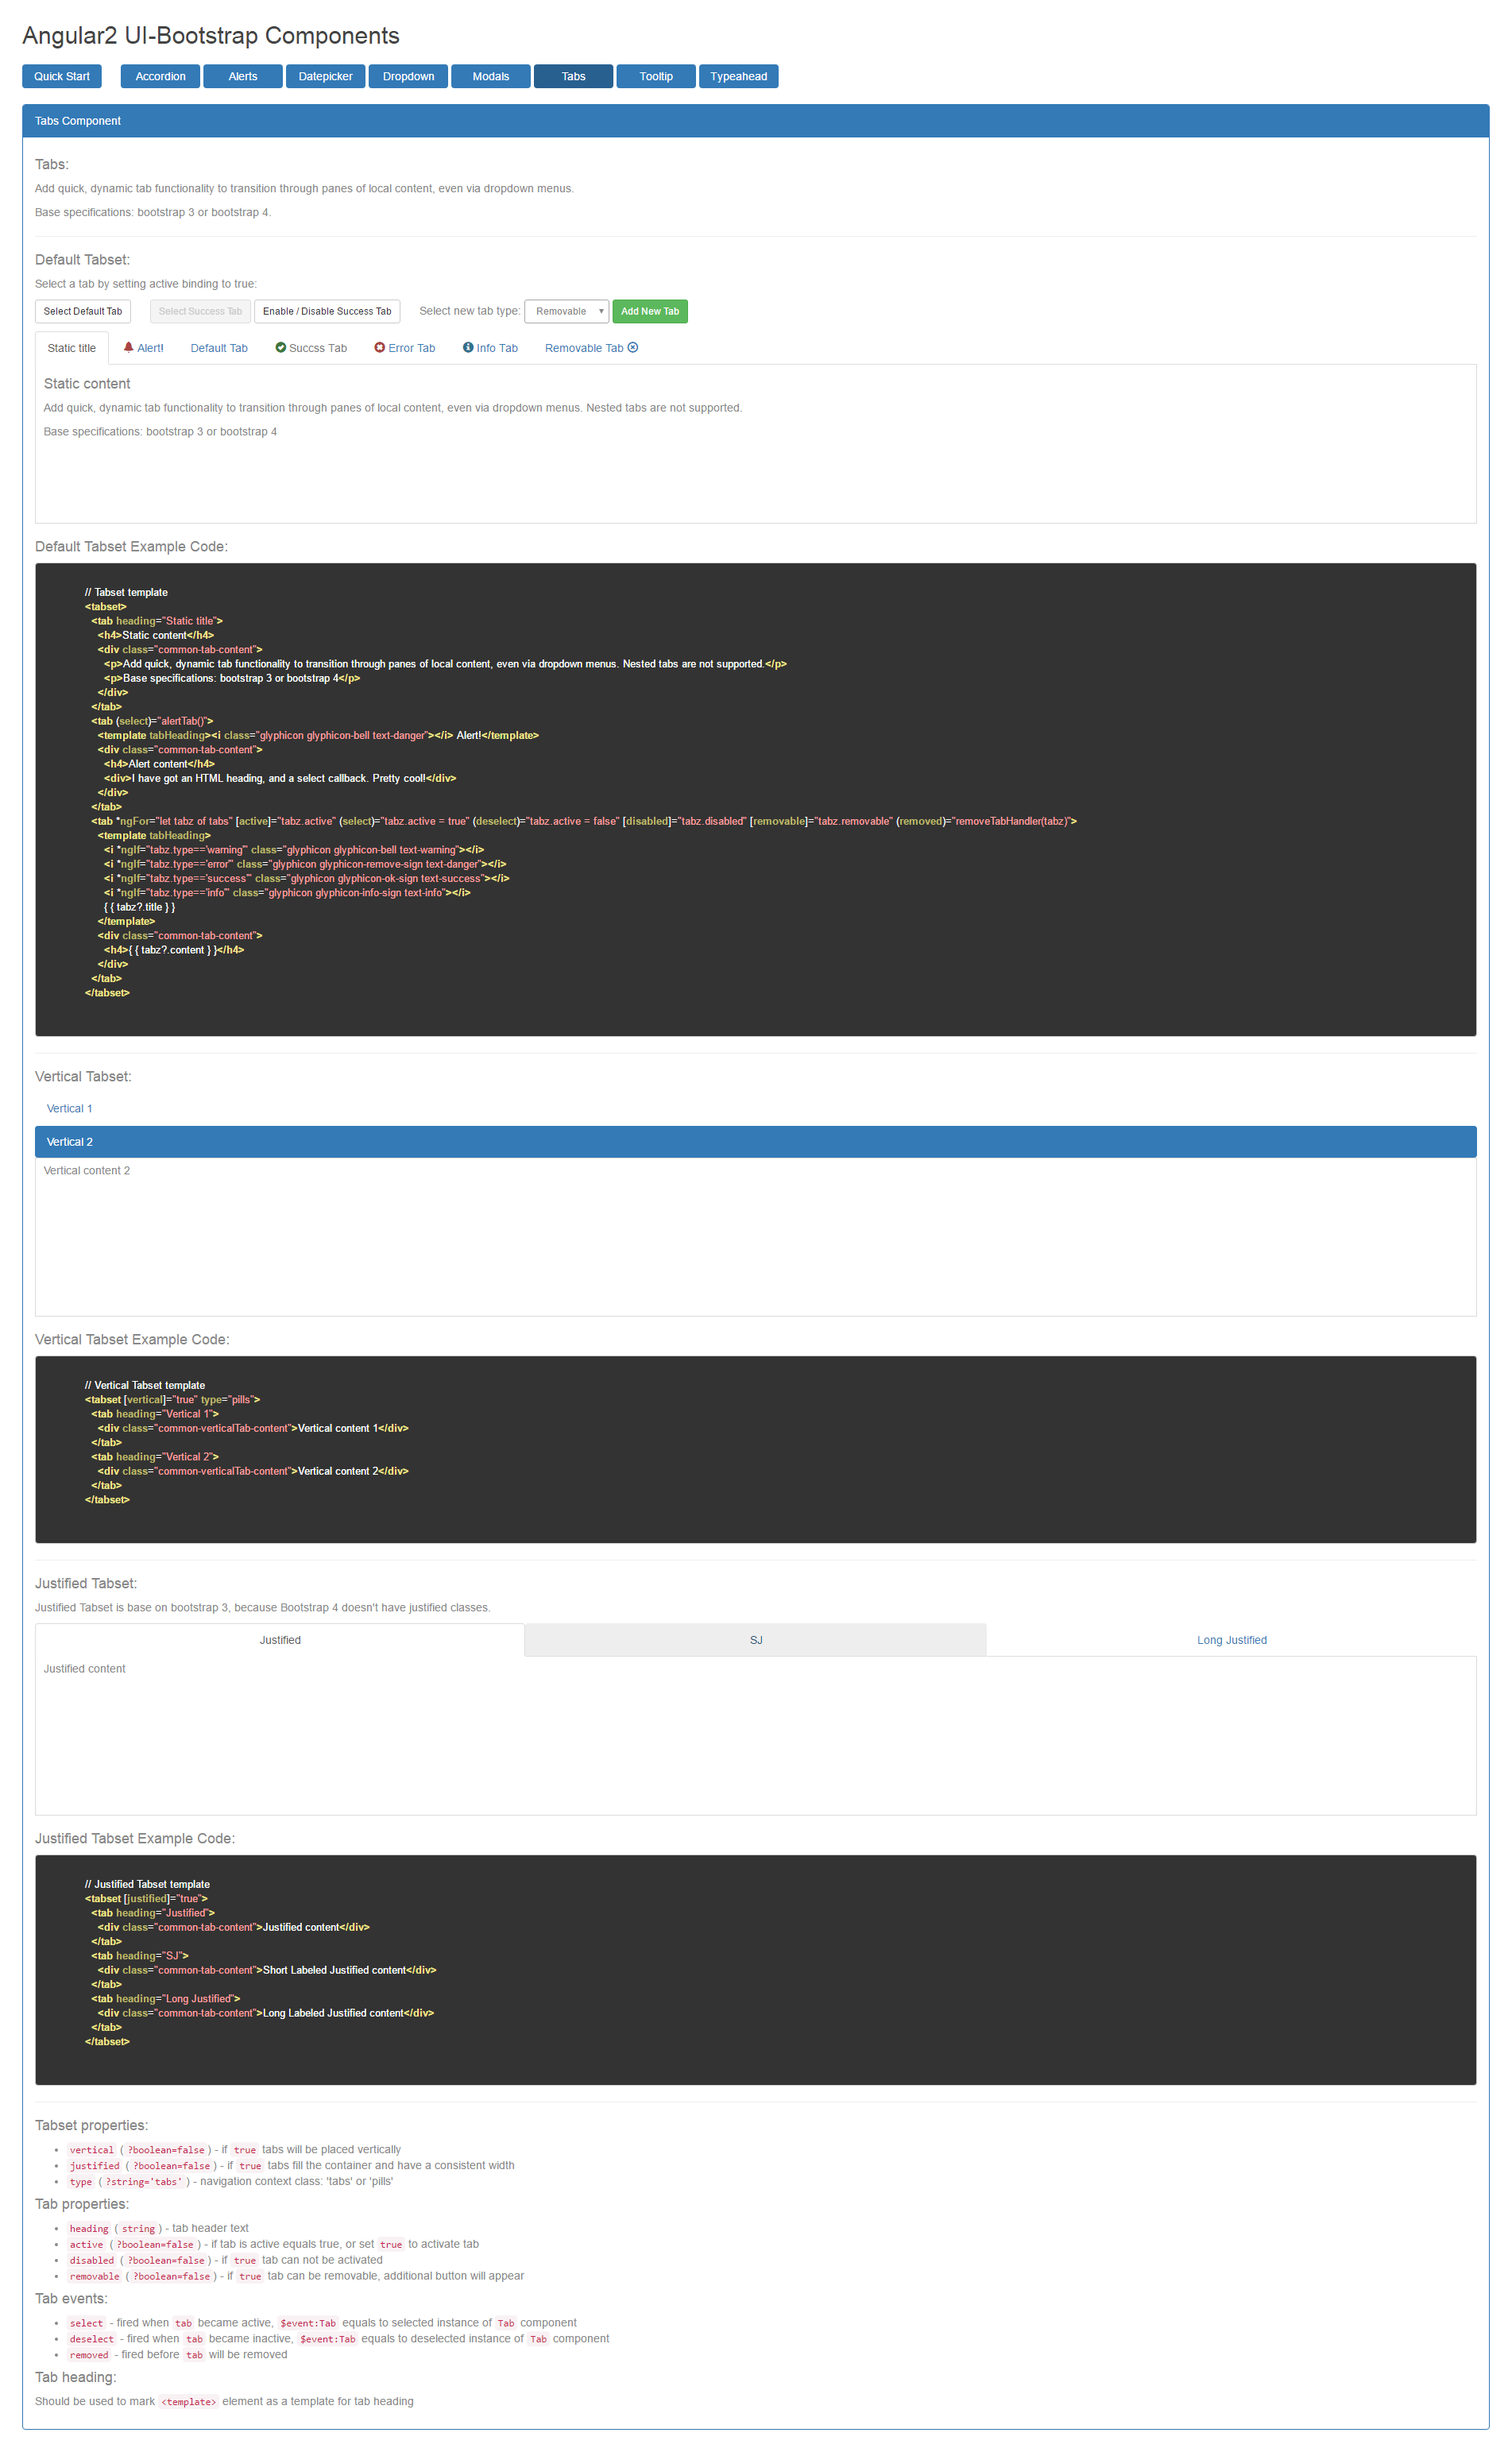 Angular2 UI-Bootstrap Components
Quick Start Accordion Alerts Datepicker Dropdown Modals Tabs Tooltip Typeahead
Tabs Component
Tabs:
Add quick, dynamic tab functionality to transition through panes of local content, even via dropdown menus.
Base specifications: bootstrap 3 or bootstrap 4.
Default Tabset:
Select a tab by setting active binding to true:
Select Default Tab Select Success Tab Enable / Disable Success Tab Select new tab type: Removable Add New Tab
Static title Alert! Default Tab Succss Tab Error Tab Info Tab Removable Tab
Static content
Add quick, dynamic tab functionality to transition through panes of local content, even via dropdown menus. Nested tabs are not supported.
Base specifications: bootstrap 3 or bootstrap 4
Default Tabset Example Code:
// Tabset template
<tabset>
<tab heading="Static title">
<h4>Static content</h4>
<div class="common-tab-content">
<p>Add quick, dynamic tab functionality to transition through panes of local content, even via dropdown menus. Nested tabs are not supported.</p>
<p>Base specifications: bootstrap 3 or bootstrap 4</p>
</div>
</tab>
<tab (select)="alertTab()">
<template tabHeading><i class="glyphicon glyphicon-bell text-danger"></i> Alert!</template>
<div class="common-tab-content">
<h4>Alert content</h4>
<div>I have got an HTML heading, and a select callback. Pretty cool!</div>
</div>
</tab>
<tab *ngFor="let tabz of tabs" [active]="tabz.active" (select)="tabz.active = true" (deselect)="tabz.active = false" [disabled]="tabz.disabled" [removable]="tabz.removable" (removed)="removeTabHandler(tabz)">
<template tabHeading>
<i *ngIf="tabz.type=='warning'" class="glyphicon glyphicon-bell text-warning"></i>
<i *ngIf="tabz.type=='error'" class="glyphicon glyphicon-remove-sign text-danger"></i>
<i *ngIf="tabz.type=='success'" class="glyphicon glyphicon-ok-sign text-success"></i>
<i *ngIf="tabz.type=='info'" class="glyphicon glyphicon-info-sign text-info"></i>
{ { tabz?.title } }
</template>
<div class="common-tab-content">
<h4>{ { tabz?.content } }</h4>
</div>
</tab>
</tabset>
Vertical Tabset:
Vertical 1
Vertical 2
Vertical content 2
Vertical Tabset Example Code:
// Vertical Tabset template
<tabset [vertical]="true" type="pills">
<tab heading="Vertical 1">
<div class="common-verticalTab-content">Vertical content 1</div>
</tab>
<tab heading="Vertical 2">
<div class="common-verticalTab-content">Vertical content 2</div>
</tab>
</tabset>
Justified Tabset:
Justified Tabset is base on bootstrap 3, because Bootstrap 4 doesn't have justified classes.
Justified SJ Long Justified
Justified content
Justified Tabset Example Code:
// Justified Tabset template
<tabset [justified]="true">
<tab heading="Justified">
<div class="common-tab-content">Justified content</div>
</tab>
<tab heading="SJ">
<div class="common-tab-content">Short Labeled Justified content</div>
</tab>
<tab heading="Long Justified">
<div class="common-tab-content">Long Labeled Justified content</div>
</tab>
</tabset>
Tabset properties:
vertical (?boolean=false) - if true tabs will be placed vertically
justified (?boolean=false) - if true tabs fill the container and have a consistent width
type (?string='tabs') - navigation context class: 'tabs' or 'pills'
Tab properties:
heading (string) - tab header text
active (?boolean=false) - if tab is active equals true, or set true to activate tab
disabled (?boolean=false) - if true tab can not be activated
removable (?boolean=false) - if true tab can be removable, additional button will appear
Tab events:
select - fired when tab became active, $event:Tab equals to selected instance of Tab component
deselect - fired when tab became inactive, $event:Tab equals to deselected instance of Tab component
removed - fired before tab will be removed
Tab heading:
Should be used to mark <template> element as a template for tab heading